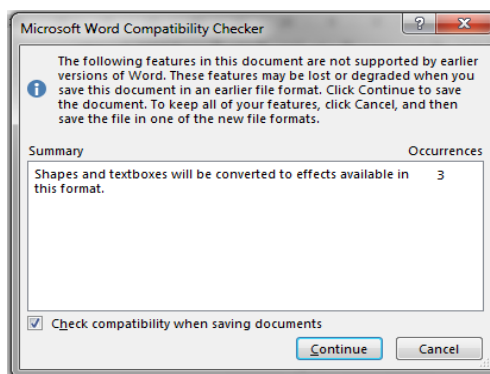 Microsoft Word Compatibility Checker
The following features in this document are not supported by earlier
versions of Word. These features may be lost or degraded when you
save this document in an earlier file format. Click Continue to save
the document. To keep all of your features, click Cancel, and then
save the file in one of the new file formats.
Summary Occurrences
Shapes and textboxes will be converted to effects available in 3
this format.
Check compatibility when saving documents
Continue Cancel